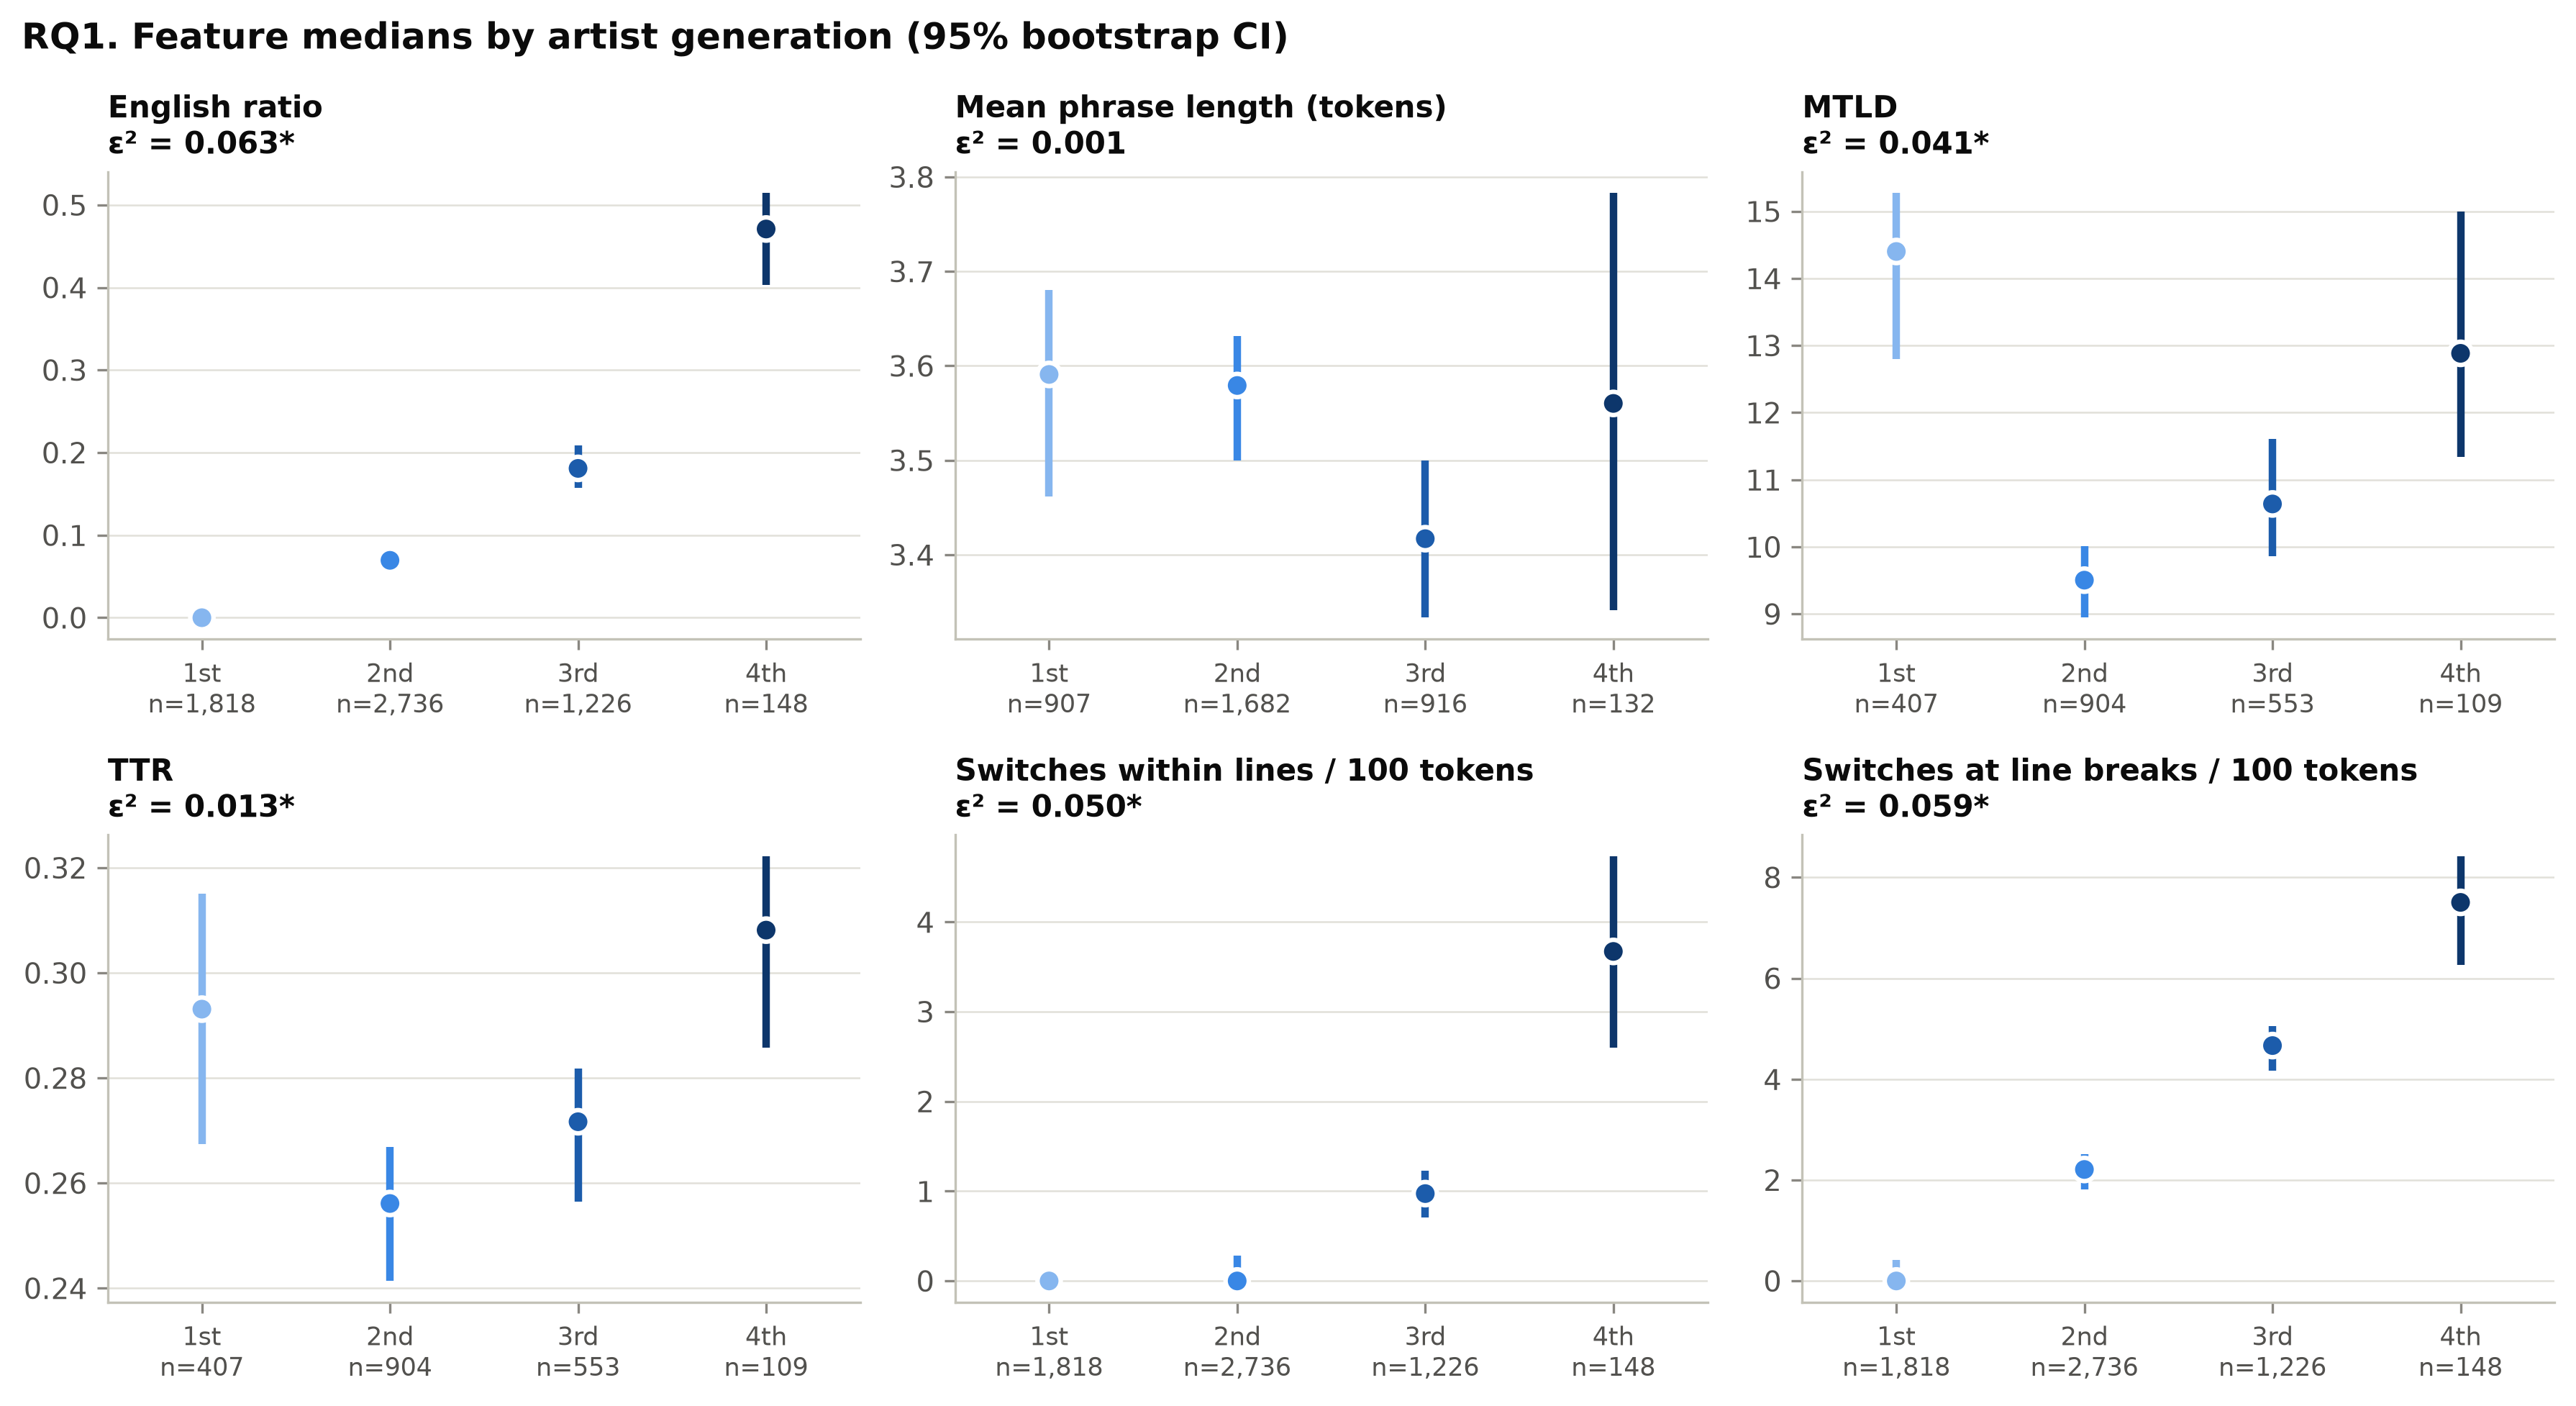 RQ1. Feature medians by artist generation (95% bootstrap CI)
English ratio
ε² = 0.063*
0.5
0.4
0.3
0.2
0.1
0.0
1st
n=1,818
2nd
n=2,736
3rd
n=1,226
4th
n=148
Mean phrase length (tokens)
ε² = 0.001
3.8
3.7
3.6
3.5
3.4
1st
n=907
2nd
n=1,682
3rd
n=916
4th
n=132
MTLD
ε² = 0.041*
15
14
13
12
11
10
9
1st
n=407
2nd
n=904
3rd
n=553
4th
n=109
TTR
ε² = 0.013*
0.32
0.30
0.28
0.26
0.24
1st
n=407
2nd
n=904
3rd
n=553
4th
n=109
Switches within lines / 100 tokens
ε² = 0.050*
4
3
2
1
0
1st
n=1,818
2nd
n=2,736
3rd
n=1,226
4th
n=148
Switches at line breaks / 100 tokens
ε² = 0.059*
8
6
4
2
0
1st
n=1,818
2nd
n=2,736
3rd
n=1,226
4th
n=148